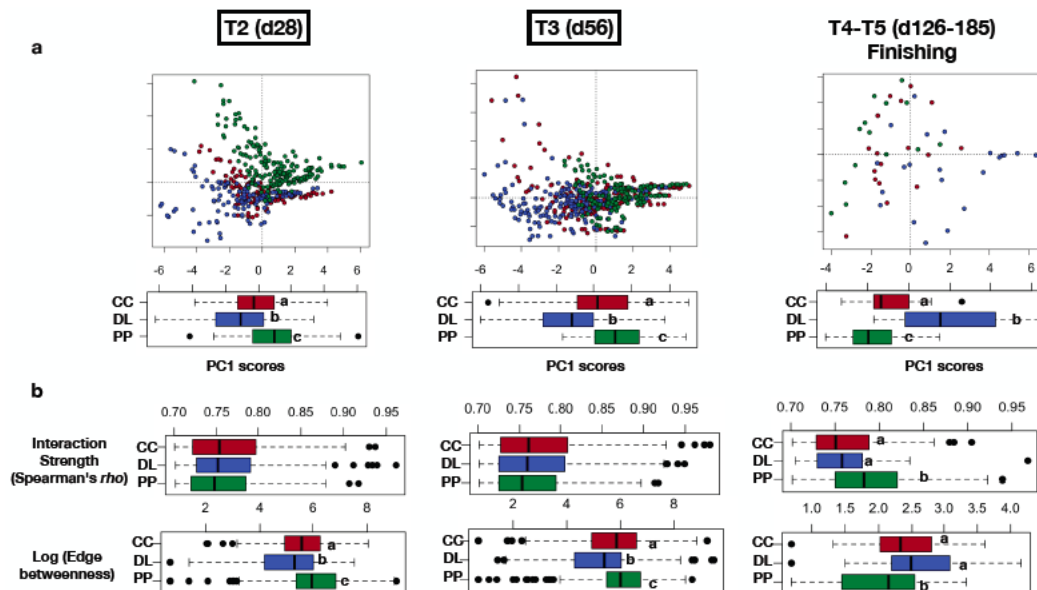 T2 (d28)
T3 (d56)
T4-T5 (d126-185)
Finishing
a
-6 -4 -2 0 2 4 6
-6 -4 -2 0 2 4
-4 -2 0 2 4 6
CC a
DL b
PP c
CC a
DL b
PP c
CC a
DL b
PP c
PC1 scores
PC1 scores
PC1 scores
b
0.70 0.75 0.80 0.85 0.90 0.95
0.70 0.75 0.80 0.85 0.95
0.70 0.75 0.80 0.85 0.90 0.95
Interaction
Strength
(Spearman's rho)
CC
DL
PP
CC
DL
PP
CC a
DL a
PP b
2 4 6 8
2 4 6 8
1.0 1.5 2.0 2.5 3.0 3.5 4.0
Log (Edge
betweenness)
CC a
DL b
PP c
CC a
DL b
PP c
CC a
DL a
PP b